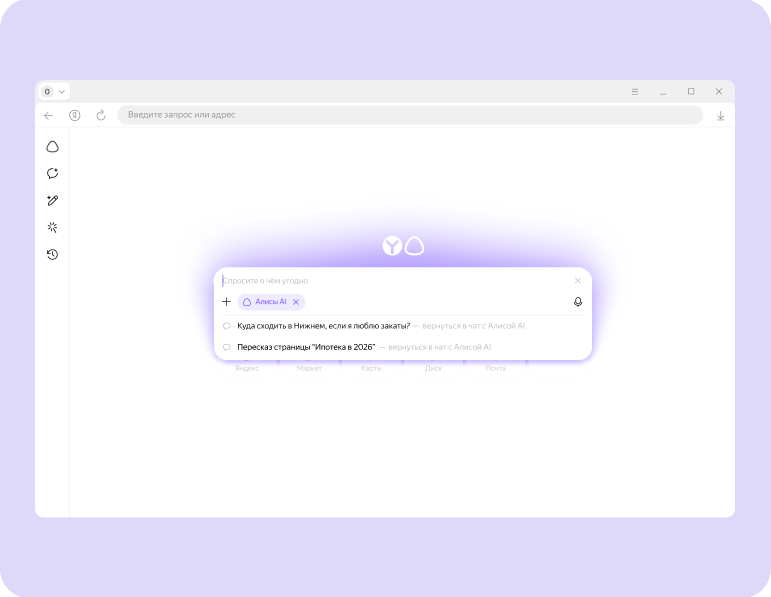 0
Введите запрос или адрес
Спросите о чём угодно
Алисы AI
Куда сходить в Нижнем, если я люблю закаты? — вернуться в чат с Алисой AI
Пересказ страницы "Ипотека в 2026" — вернуться в чат с Алисой AI
Яндекс Маркет Карты Диск Почта